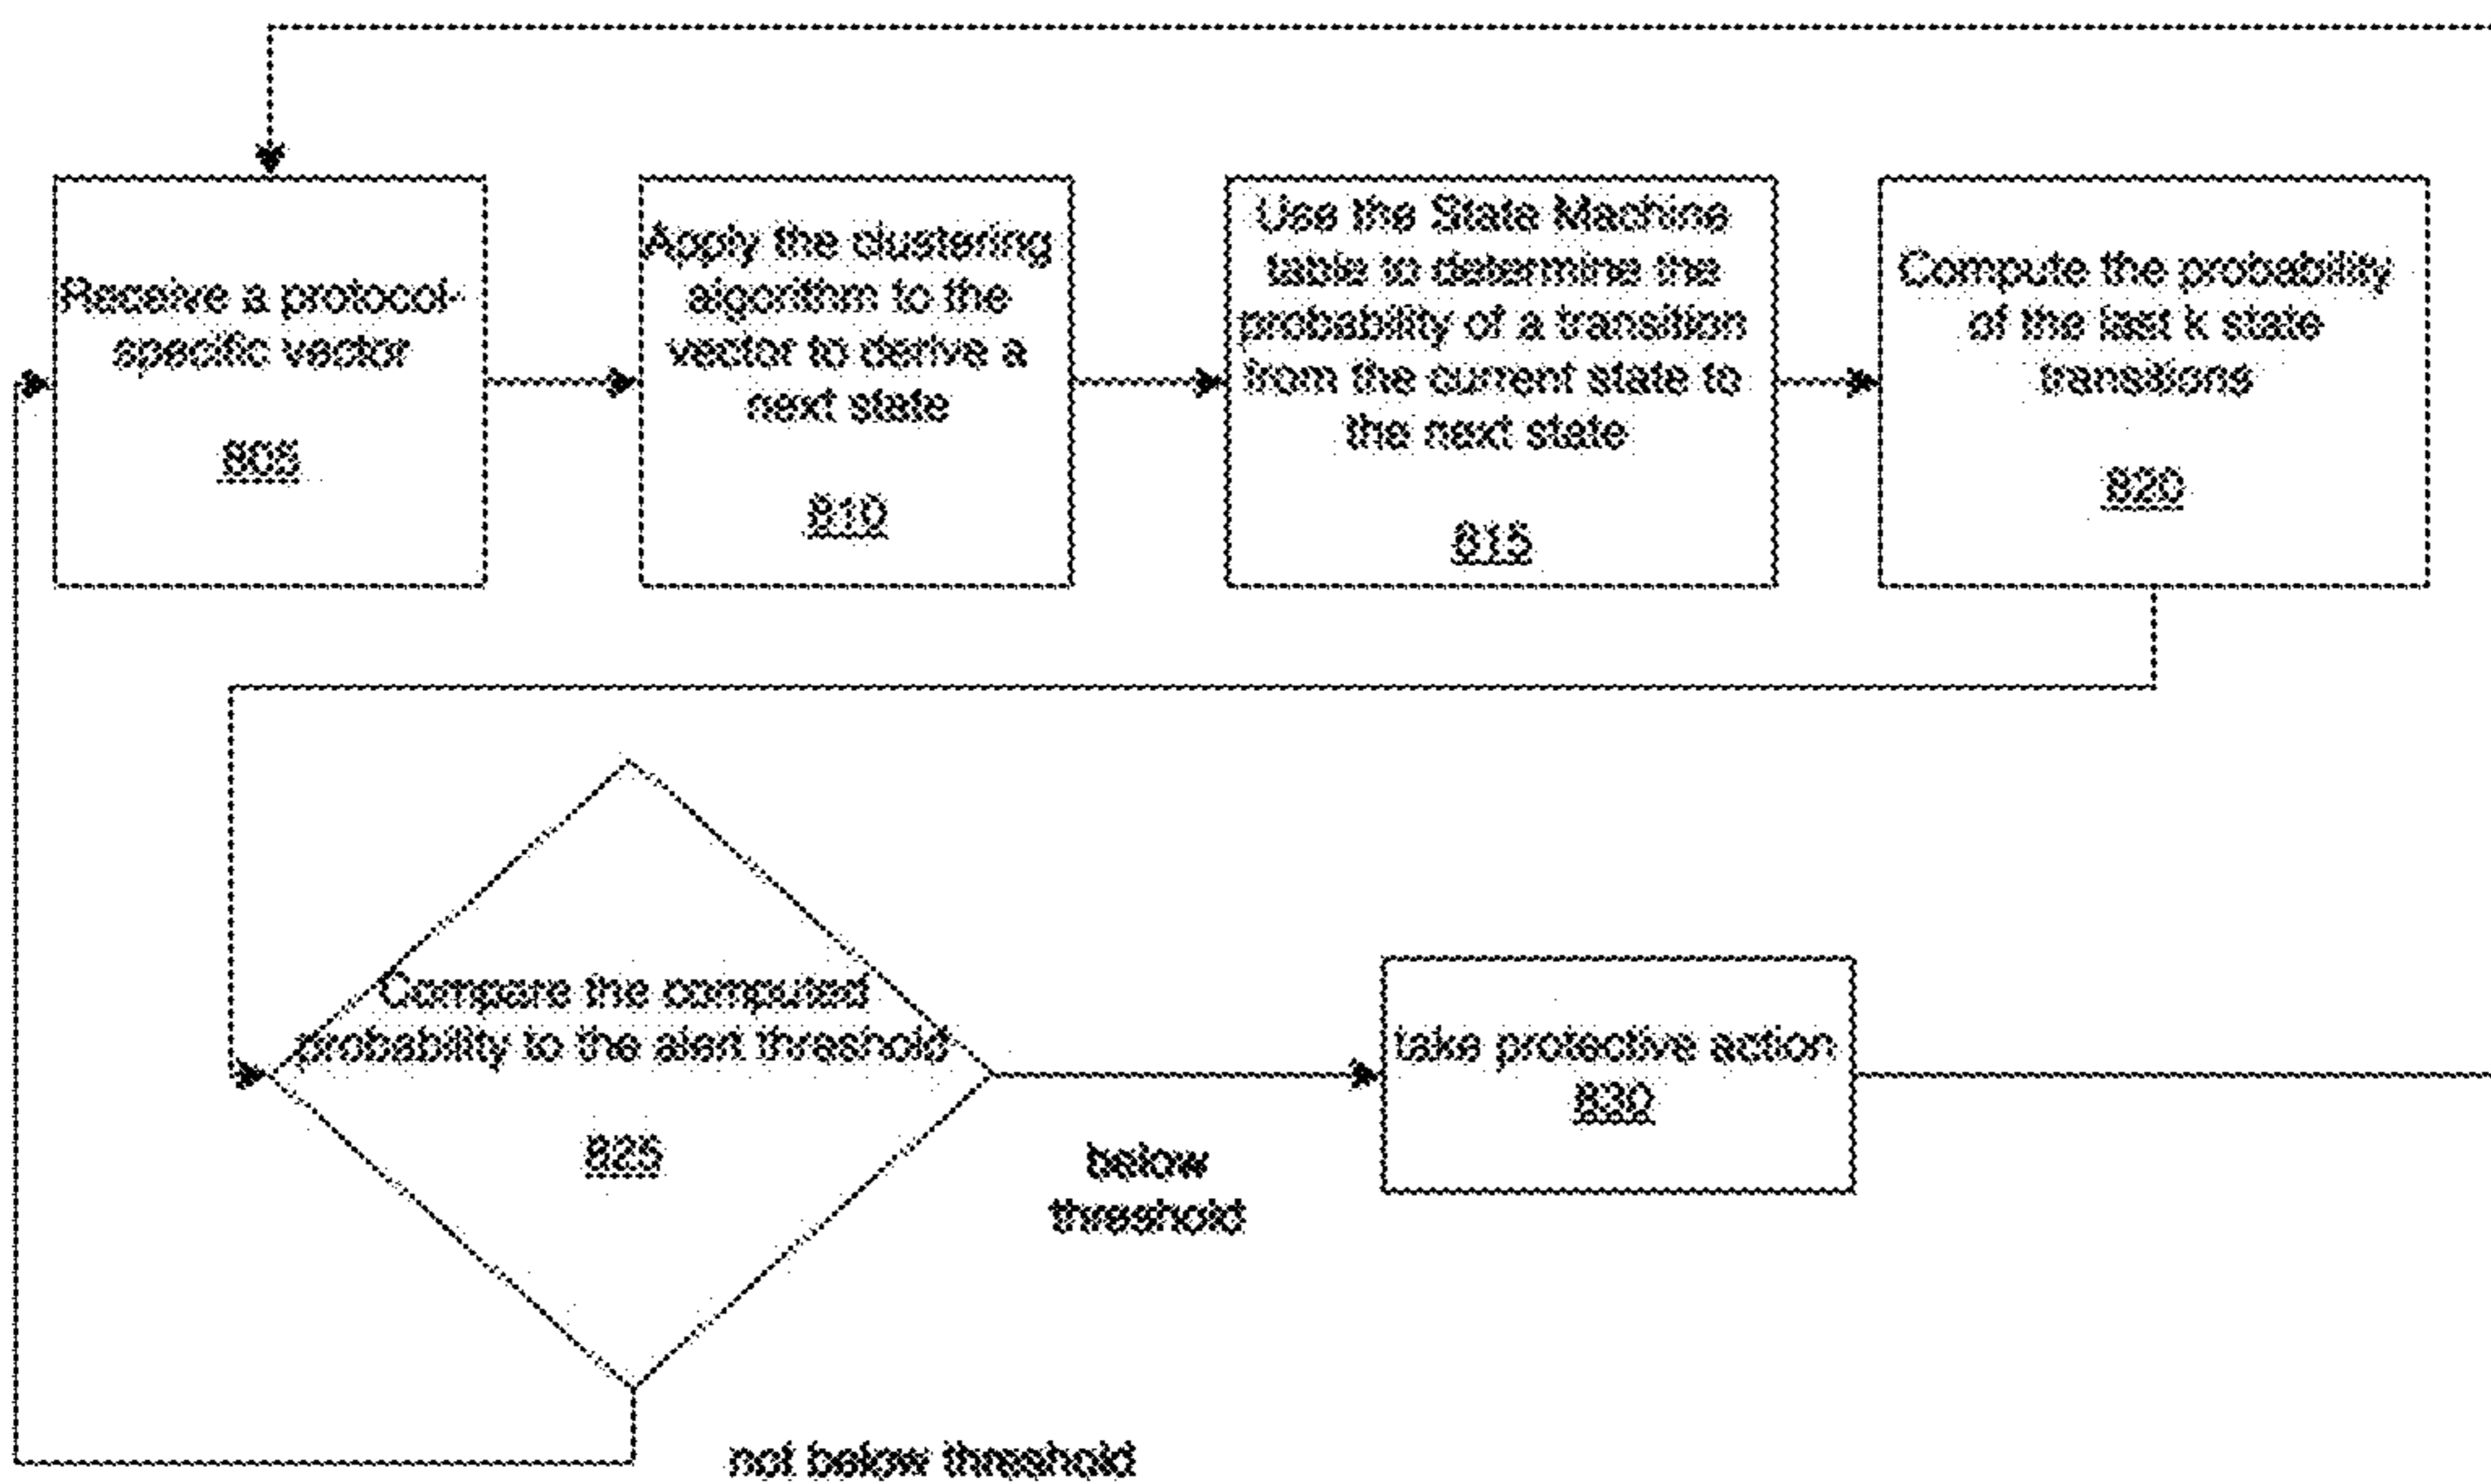 Receive a protocol-
specific vector
805
Apply the clustering
algorithm to the
vector to derive a
next state
810
Use the State Machine
table to determine the
probability of a transition
from the current state to
the next state
815
Compute the probability
of the last k state
transitions
820
Compare the computed
probability to the alert threshold
825
below
threshold
take protective action
830
not below threshold